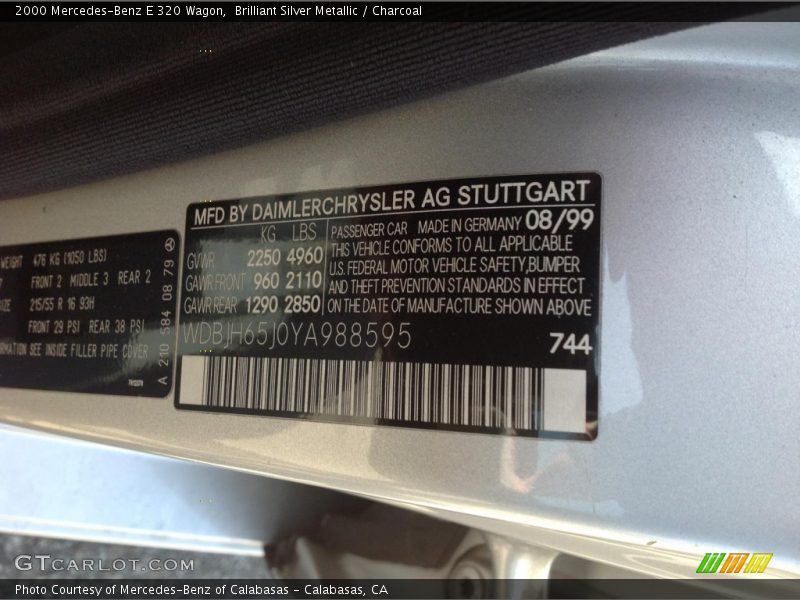 2000 Mercedes-Benz E 320 Wagon,  Brilliant Silver Metallic / Charcoal
WEIGHT 476 KG (1050 LBS)
FRONT 2 MIDDLE 3 REAR 2
215/55 R 16 93H
FRONT 29 PSI REAR 38 PSI
SEE INSIDE FILLER PIPE COVER
A 210 584 08 79
MFD BY DAIMLERCHRYSLER AG STUTTGART
KG LBS
GVWR 2250 4960
GAWR FRONT 960 2110
GAWR REAR 1290 2850
PASSENGER CAR MADE IN GERMANY 08/99
THIS VEHICLE CONFORMS TO ALL APPLICABLE
U.S. FEDERAL MOTOR VEHICLE SAFETY,BUMPER
AND THEFT PREVENTION STANDARDS IN EFFECT
ON THE DATE OF MANUFACTURE SHOWN ABOVE
WDBJH65J0YA988595
744
GTCARLOT.COM
Photo Courtesy of Mercedes-Benz of Calabasas - Calabasas, CA